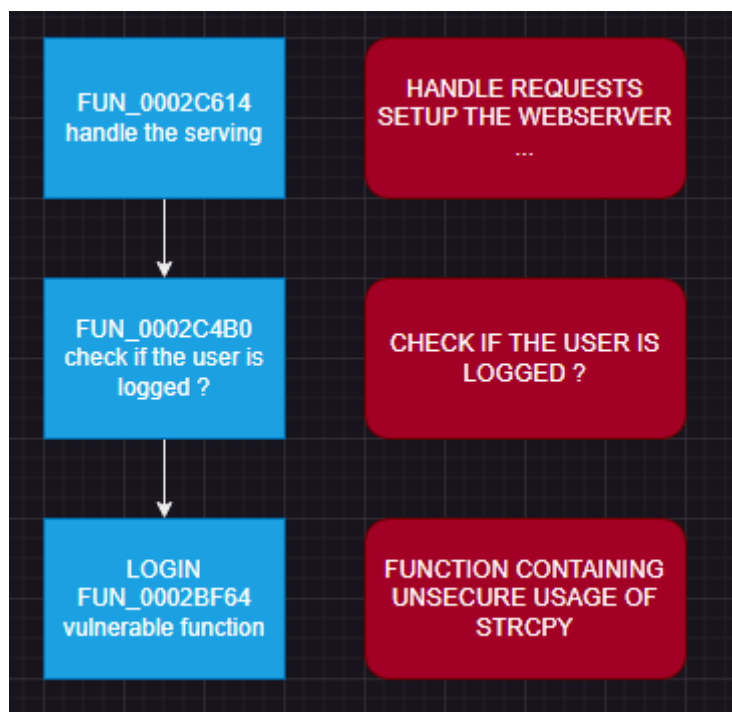 FUN_0002C614
handle the serving
HANDLE REQUESTS
SETUP THE WEBSERVER
...
FUN_0002C4B0
check if the user is
logged ?
CHECK IF THE USER IS
LOGGED ?
LOGIN
FUN_0002BF64
vulnerable function
FUNCTION CONTAINING
UNSECURE USAGE OF
STRCPY